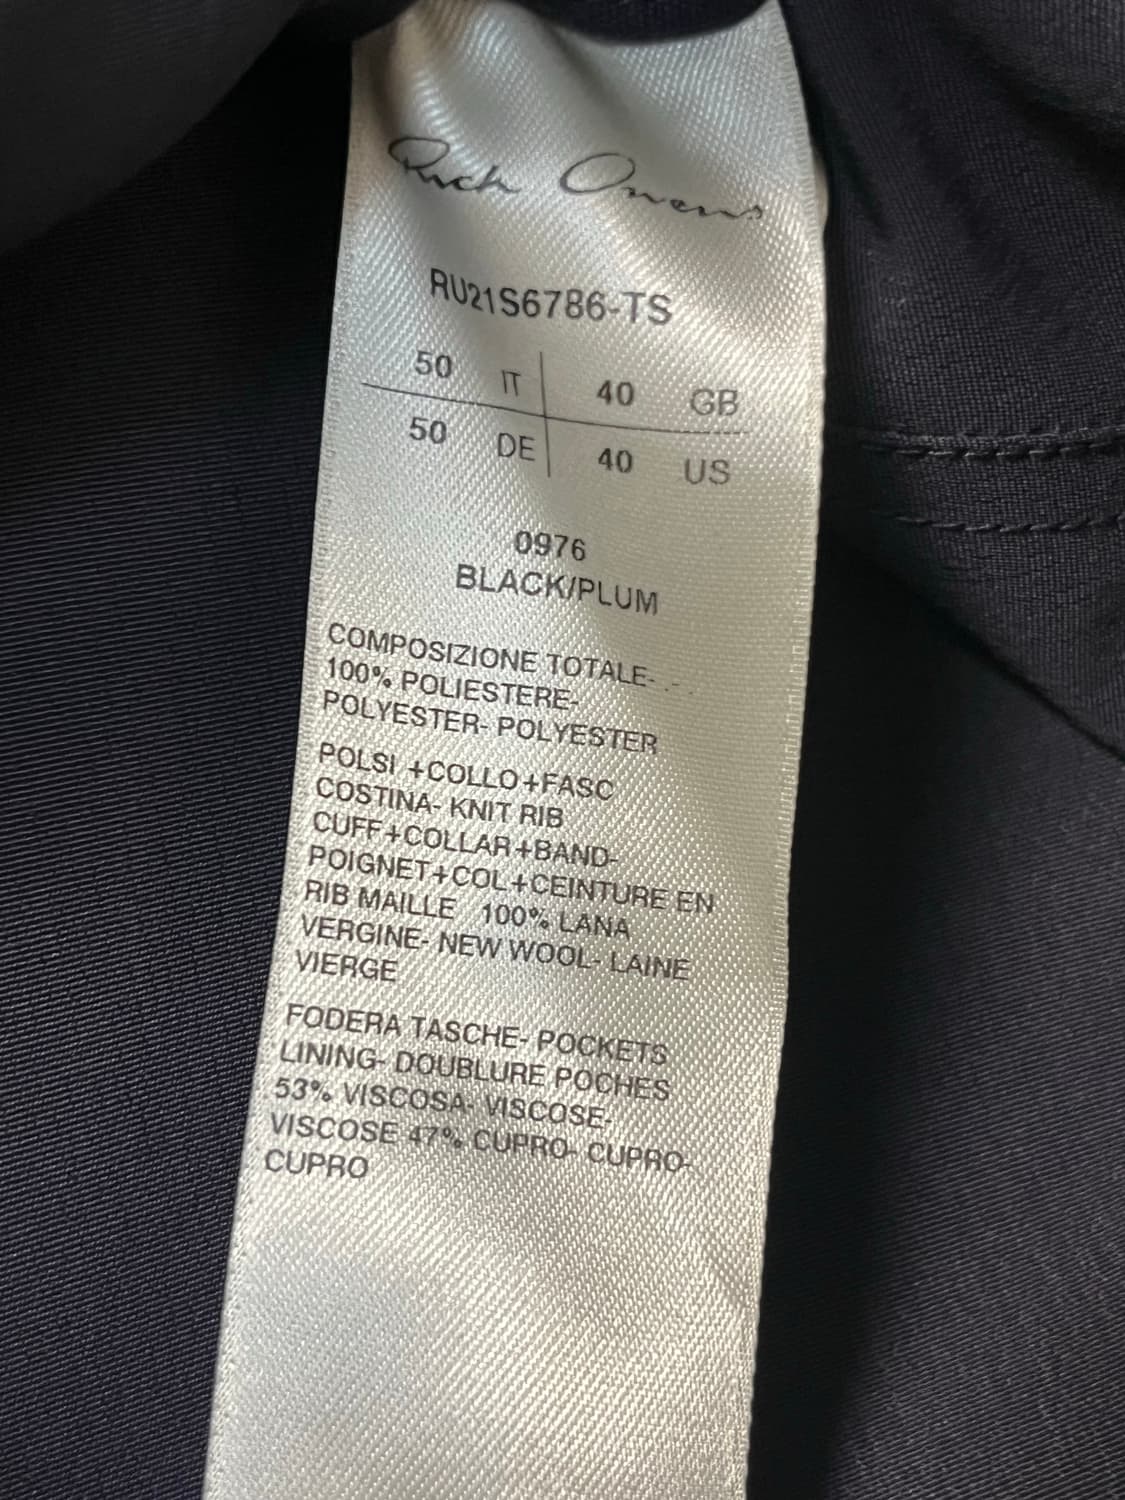 Rick Owens
RU21S6786-TS
50 IT 40 GB
50 DE 40 US
0976
BLACK/PLUM
COMPOSIZIONE TOTALE- - -
100% POLIESTERE-
POLYESTER- POLYESTER
POLSI +COLLO+FASC
COSTINA- KNIT RIB
CUFF+COLLAR+BAND-
POIGNET+COL+CEINTURE EN
RIB MAILLE 100% LANA
VERGINE- NEW WOOL- LAINE
VIERGE
FODERA TASCHE- POCKETS
LINING- DOUBLURE POCHES
53% VISCOSA- VISCOSE-
VISCOSE 47% CUPRO- CUPRO-
CUPRO